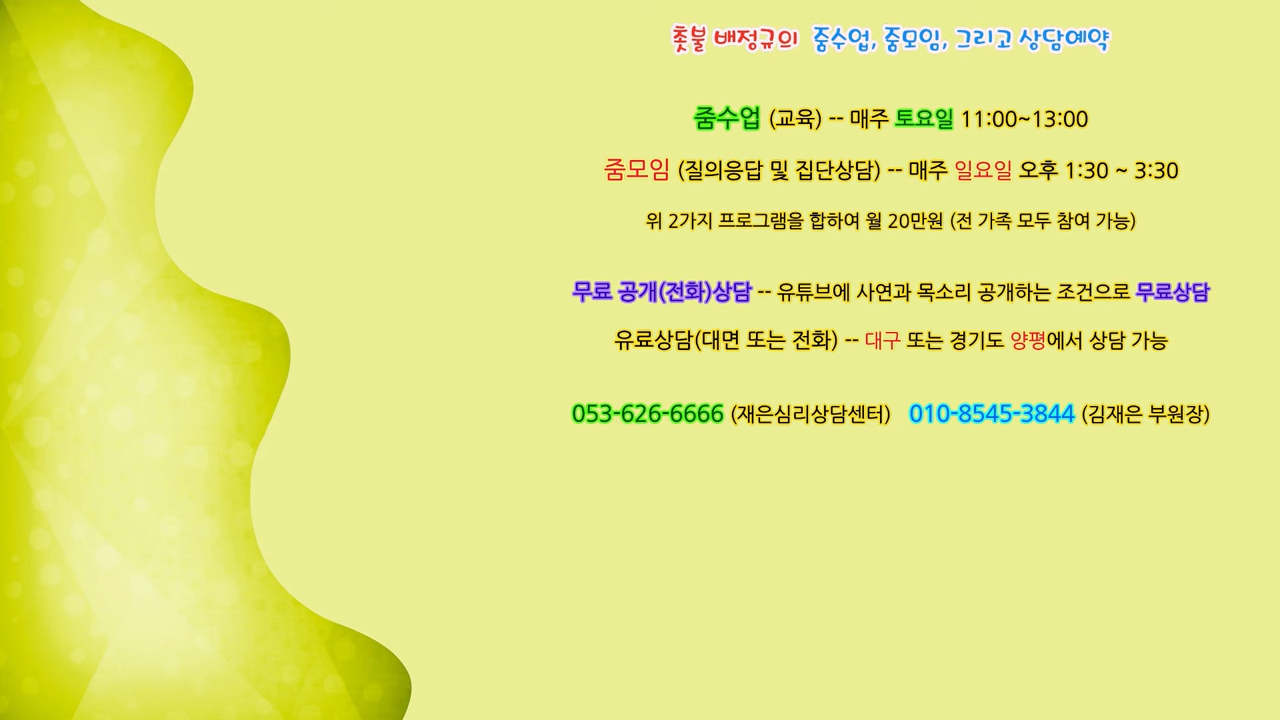 촛불 배정규의 줌수업, 줌모임, 그리고 상담예약
줌수업 (교육) -- 매주 토요일 11:00~13:00
줌모임 (질의응답 및 집단상담) -- 매주 일요일 오후 1:30 ~ 3:30
위 2가지 프로그램을 합하여 월 20만원 (전 가족 모두 참여 가능)
무료 공개(전화)상담 -- 유튜브에 사연과 목소리 공개하는 조건으로 무료상담
유료상담(대면 또는 전화) -- 대구 또는 경기도 양평에서 상담 가능
053-626-6666 (재은심리상담센터) 010-8545-3844 (김재은 부원장)